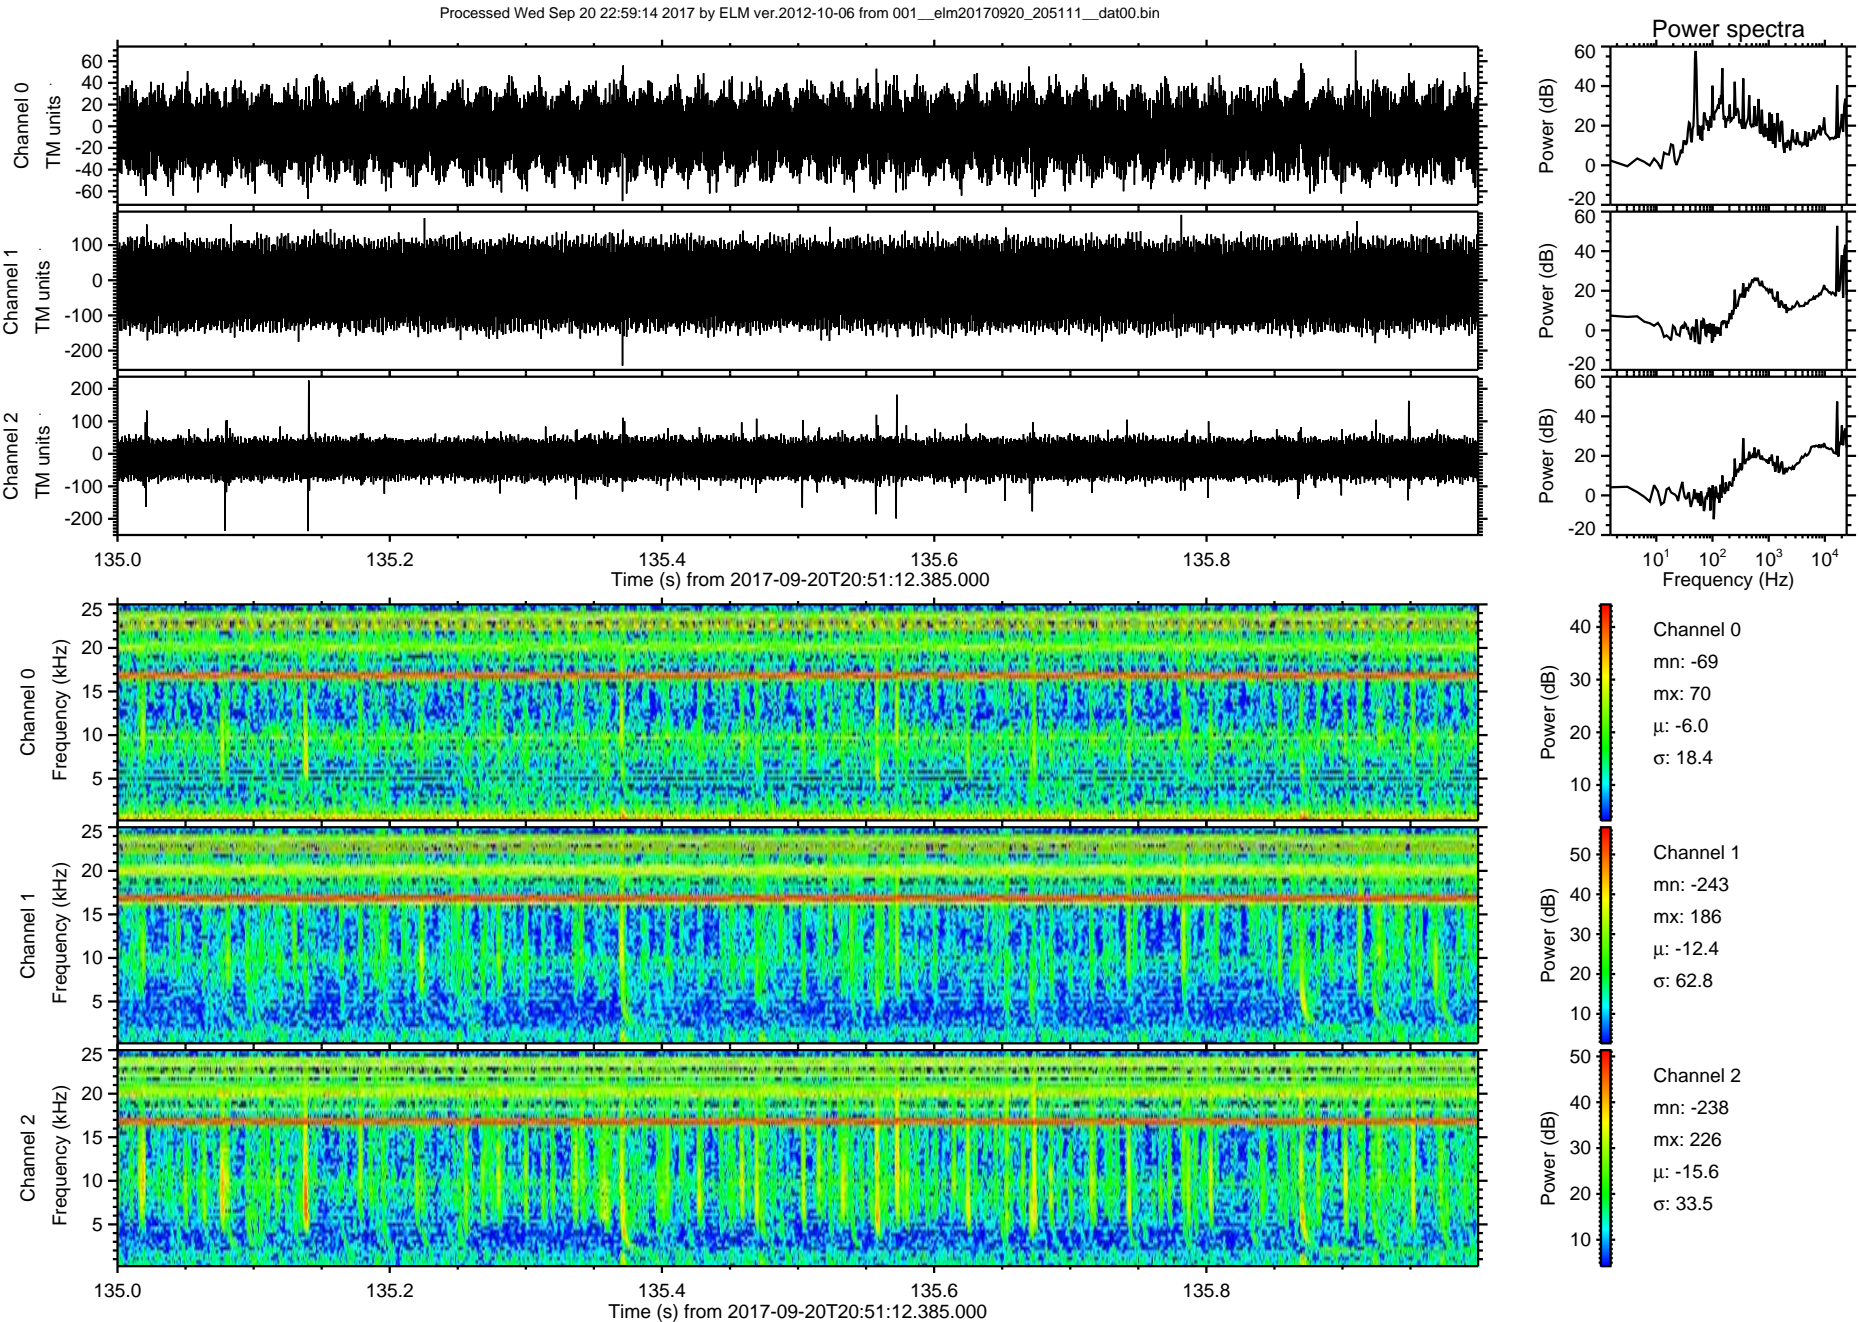 Processed Wed Sep 20 22:59:14 2017 by ELM ver.2012-10-06 from 001__elm20170920_205111__dat00.bin
Power spectra
Channel 0
TM units
60
40
20
0
-20
-40
-60
Power (dB)
60
40
20
0
-20
Channel 1
TM units
100
0
-100
-200
Power (dB)
60
40
20
0
-20
Channel 2
TM units
200
100
0
-100
-200
Power (dB)
60
40
20
0
-20
135.0 135.2 135.4 135.6 135.8
Time (s) from 2017-09-20T20:51:12.385.000
10¹ 10² 10³ 10⁴
Frequency (Hz)
Channel 0
Frequency (kHz)
25
20
15
10
5
Power (dB)
40
30
20
10
Channel 0
mn: -69
mx: 70
μ: -6.0
σ: 18.4
Channel 1
Frequency (kHz)
25
20
15
10
5
Power (dB)
50
40
30
20
10
Channel 1
mn: -243
mx: 186
μ: -12.4
σ: 62.8
Channel 2
Frequency (kHz)
25
20
15
10
5
Power (dB)
50
40
30
20
10
Channel 2
mn: -238
mx: 226
μ: -15.6
σ: 33.5
135.0 135.2 135.4 135.6 135.8
Time (s) from 2017-09-20T20:51:12.385.000